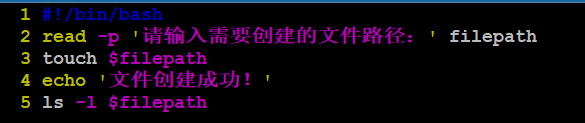 1 #!/bin/bash
2 read -p '请输入需要创建的文件路径：' filepath
3 touch $filepath
4 echo '文件创建成功！'
5 ls -l $filepath